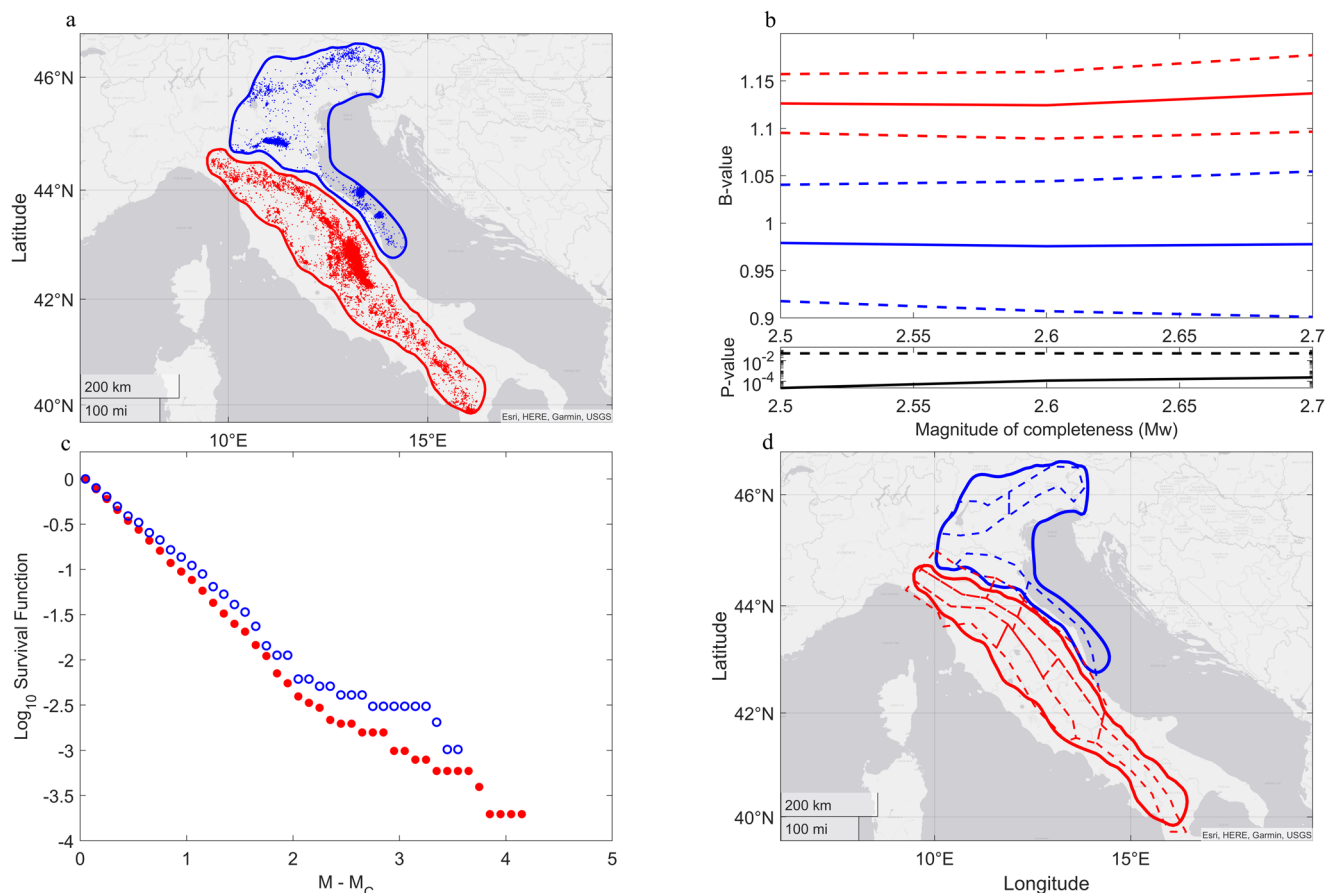 a
46°N
44°N
42°N
40°N
Latitude
200 km
100 mi
Esri, HERE, Garmin, USGS
10°E
15°E
b
1.15
1.1
1.05
1
0.95
0.9
B-value
2.5
2.55
2.6
2.65
2.7
10-2
10-4
P-value
2.5
2.55
2.6
2.65
2.7
Magnitude of completeness (Mw)
c
0
-0.5
-1
-1.5
-2
-2.5
-3
-3.5
-4
Log10 Survival Function
0
1
2
3
4
5
M - MC
d
46°N
44°N
42°N
40°N
Latitude
200 km
100 mi
Esri, HERE, Garmin, USGS
10°E
15°E
Longitude